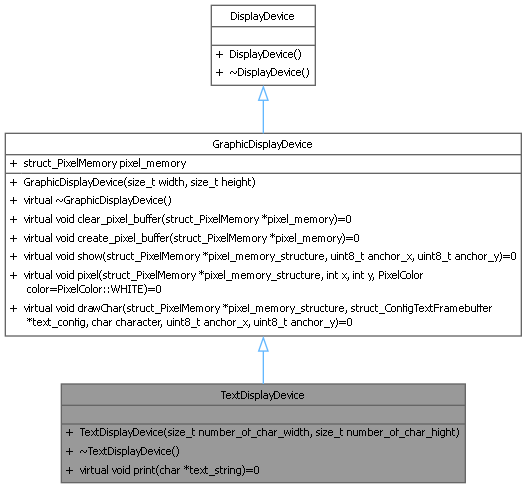 DisplayDevice
+ DisplayDevice()
+ ~DisplayDevice()
GraphicDisplayDevice
+ struct_PixelMemory pixel_memory
+ GraphicDisplayDevice(size_t width, size_t height)
+ virtual ~GraphicDisplayDevice()
+ virtual void clear_pixel_buffer(struct_PixelMemory *pixel_memory)=0
+ virtual void create_pixel_buffer(struct_PixelMemory *pixel_memory)=0
+ virtual void show(struct_PixelMemory *pixel_memory_structure, uint8_t anchor_x, uint8_t anchor_y)=0
+ virtual void pixel(struct_PixelMemory *pixel_memory_structure, int x, int y, PixelColor
color=PixelColor::WHITE)=0
+ virtual void drawChar(struct_PixelMemory *pixel_memory_structure, struct_ConfigTextFramebuffer
*text_config, char character, uint8_t anchor_x, uint8_t anchor_y)=0
TextDisplayDevice
+ TextDisplayDevice(size_t number_of_char_width, size_t number_of_char_hight)
+ ~TextDisplayDevice()
+ virtual void print(char *text_string)=0